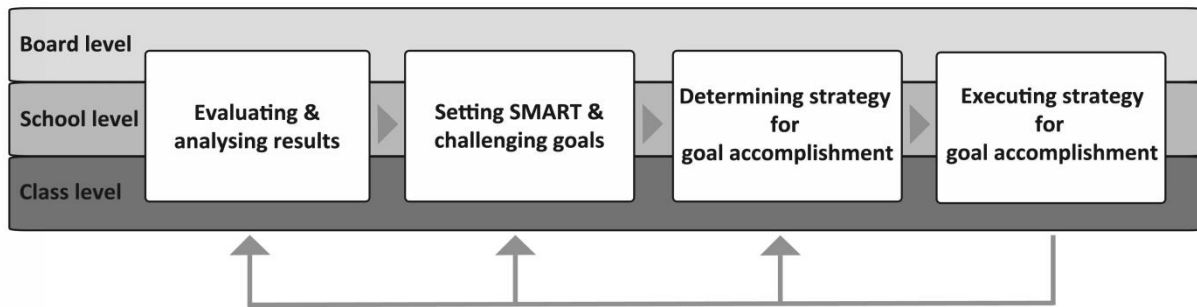 Board level
School level
Class level
Evaluating &
analysing results
Setting SMART &
challenging goals
Determining strategy
for
goal accomplishment
Executing strategy
for
goal accomplishment